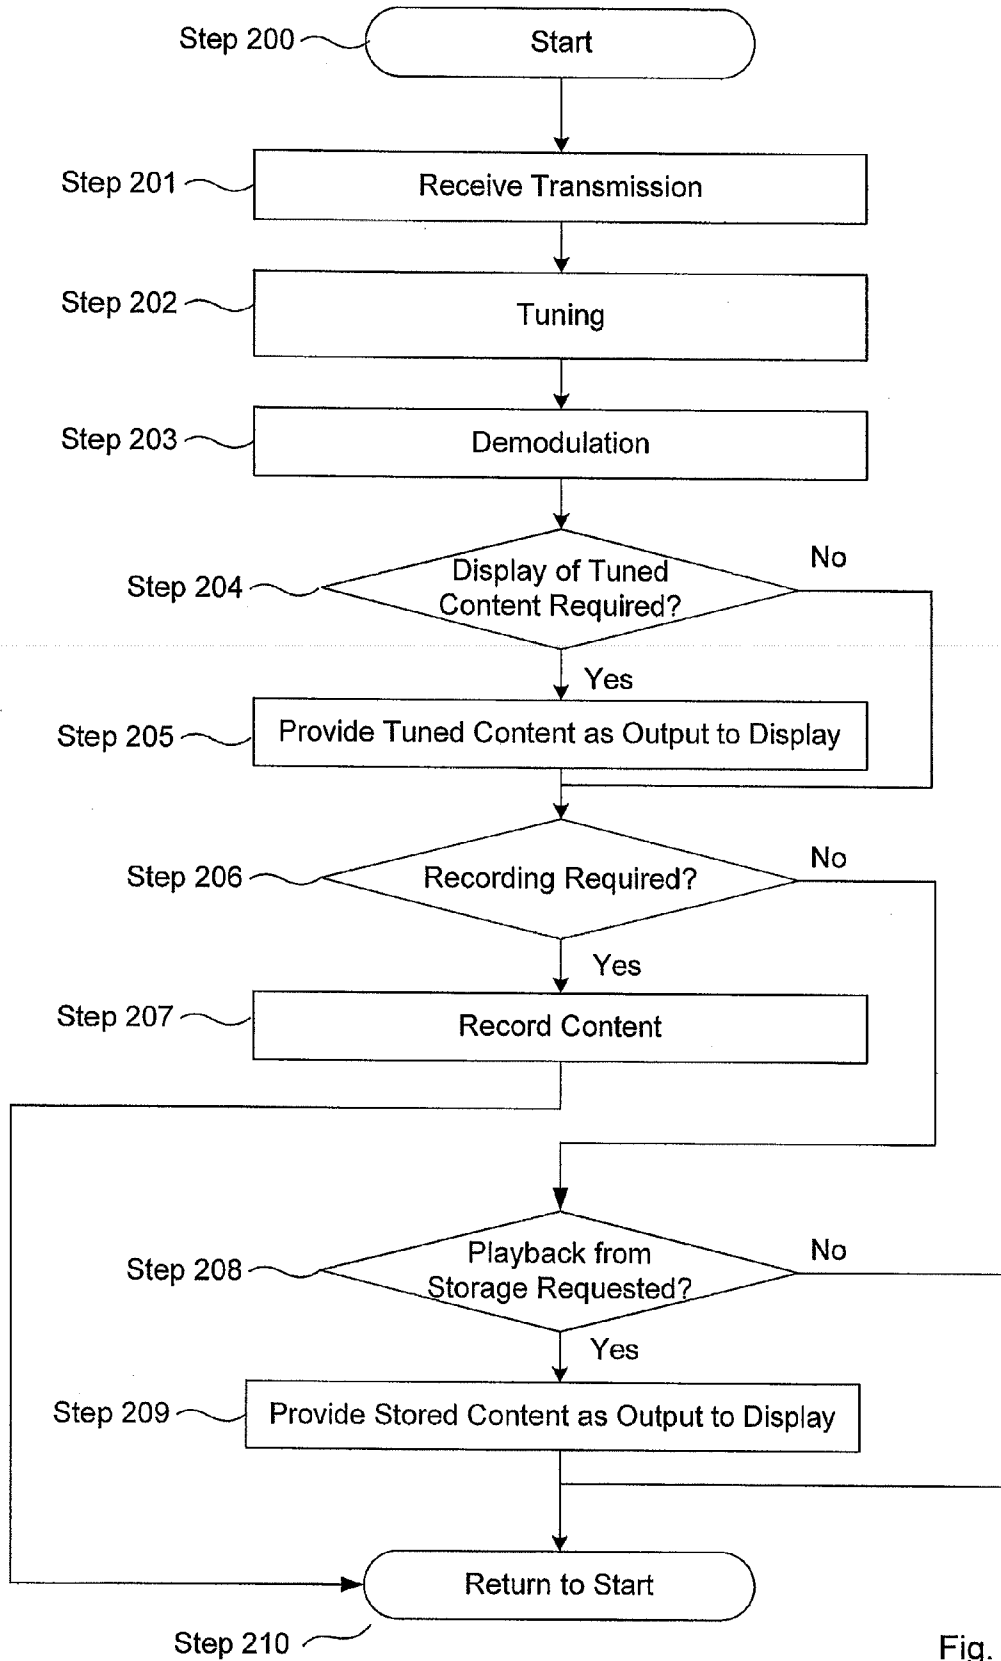 Step 200
Start
Step 201
Receive Transmission
Step 202
Tuning
Step 203
Demodulation
Step 204
Display of Tuned
Content Required?
No
Yes
Step 205
Provide Tuned Content as Output to Display
Step 206
Recording Required?
No
Yes
Step 207
Record Content
Step 208
Playback from
Storage Requested?
No
Yes
Step 209
Provide Stored Content as Output to Display
Return to Start
Step 210
Fig.